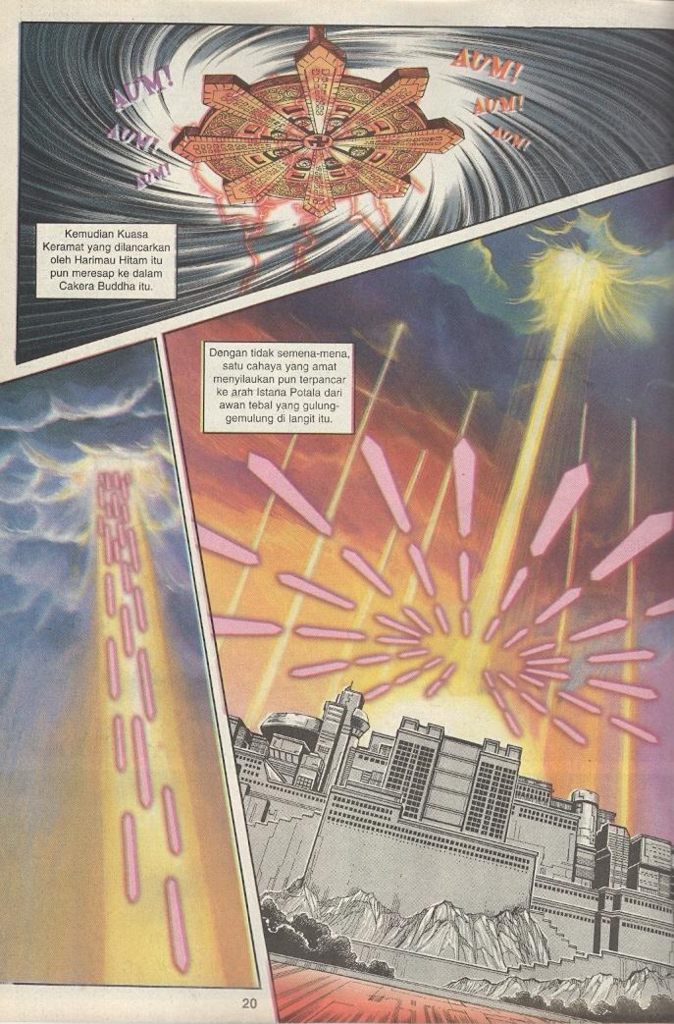 AUM!
AUM!
AUM!
AUM!
AUM!
AUM!
Kemudian Kuasa
Keramat yang dilancarkan
oleh Harimau Hitam itu
pun meresap ke dalam
Cakera Buddha itu.
Dengan tidak semena-mena,
satu cahaya yang amat
menyilaukan pun terpancar
ke arah Istana Potala dari
awan tebal yang gulung-
gemulung di langit itu.
20